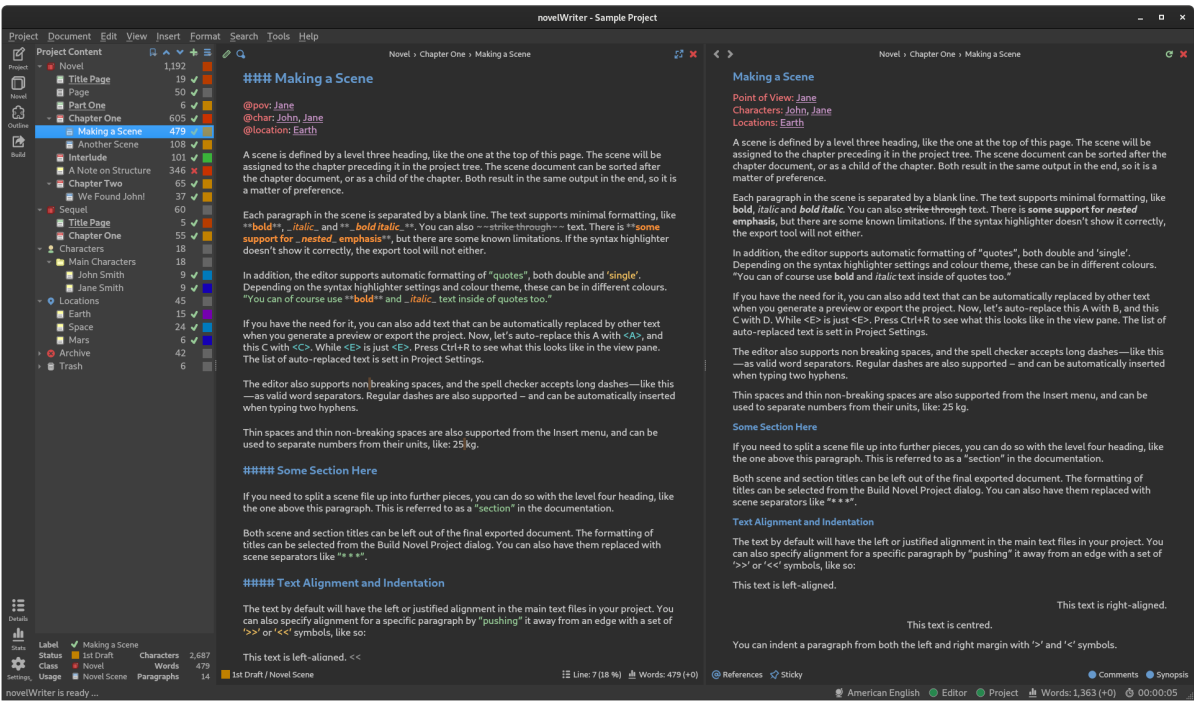 novelWriter - Sample Project
Project Document Edit View Insert Format Search Tools Help
Project
Novel
Outline
Build
Details
Stats
Settings
Project Content
Novel 1,192
Title Page 19
Page 50
Part One 6
Chapter One 605
Making a Scene 479
Another Scene 108
Interlude 101
A Note on Structure 346
Chapter Two 65
We Found John! 37
Sequel 60
Title Page 5
Chapter One 55
Characters 18
Main Characters 18
John Smith 9
Jane Smith 9
Locations 45
Earth 15
Space 24
Mars 6
Archive 42
Trash 6
Label Making a Scene
Status 1st Draft Characters 2,687
Class Novel Words 479
Usage Novel Scene Paragraphs 14
Novel › Chapter One › Making a Scene
### Making a Scene
@pov: Jane
@char: John, Jane
@location: Earth
A scene is defined by a level three heading, like the one at the top of this page. The scene will be
assigned to the chapter preceding it in the project tree. The scene document can be sorted after
the chapter document, or as a child of the chapter. Both result in the same output in the end, so it is
a matter of preference.
Each paragraph in the scene is separated by a blank line. The text supports minimal formatting, like
**bold**, _italic_ and **_bold italic_**. You can also ~~strike through~~ text. There is **some
support for _nested_ emphasis**, but there are some known limitations. If the syntax highlighter
doesn't show it correctly, the export tool will not either.
In addition, the editor supports automatic formatting of “quotes”, both double and ‘single’.
Depending on the syntax highlighter settings and colour theme, these can be in different colours.
“You can of course use **bold** and _italic_ text inside of quotes too.”
If you have the need for it, you can also add text that can be automatically replaced by other text
when you generate a preview or export the project. Now, let's auto-replace this A with <A>, and
this C with <C>. While <E> is just <E>. Press Ctrl+R to see what this looks like in the view pane.
The list of auto-replaced text is sett in Project Settings.
The editor also supports non breaking spaces, and the spell checker accepts long dashes—like this
—as valid word separators. Regular dashes are also supported – and can be automatically inserted
when typing two hyphens.
Thin spaces and thin non-breaking spaces are also supported from the Insert menu, and can be
used to separate numbers from their units, like: 25 kg.
#### Some Section Here
If you need to split a scene file up into further pieces, you can do so with the level four heading, like
the one above this paragraph. This is referred to as a “section” in the documentation.
Both scene and section titles can be left out of the final exported document. The formatting of
titles can be selected from the Build Novel Project dialog. You can also have them replaced with
scene separators like “* * *”.
#### Text Alignment and Indentation
The text by default will have the left or justified alignment in the main text files in your project. You
can also specify alignment for a specific paragraph by “pushing” it away from an edge with a set of
‘>>’ or ‘<<’ symbols, like so:
This text is left-aligned. <<
1st Draft / Novel Scene
Line: 7 (18 %) Words: 479 (+0)
Novel › Chapter One › Making a Scene
Making a Scene
Point of View: Jane
Characters: John, Jane
Locations: Earth
A scene is defined by a level three heading, like the one at the top of this page. The scene will be
assigned to the chapter preceding it in the project tree. The scene document can be sorted after the
chapter document, or as a child of the chapter. Both result in the same output in the end, so it is a
matter of preference.
Each paragraph in the scene is separated by a blank line. The text supports minimal formatting, like
bold, italic and bold italic. You can also strike through text. There is some support for nested
emphasis, but there are some known limitations. If the syntax highlighter doesn't show it correctly,
the export tool will not either.
In addition, the editor supports automatic formatting of “quotes”, both double and ‘single’.
Depending on the syntax highlighter settings and colour theme, these can be in different colours.
“You can of course use bold and italic text inside of quotes too.”
If you have the need for it, you can also add text that can be automatically replaced by other text
when you generate a preview or export the project. Now, let's auto-replace this A with B, and this
C with D. While <E> is just <E>. Press Ctrl+R to see what this looks like in the view pane. The list of
auto-replaced text is sett in Project Settings.
The editor also supports non breaking spaces, and the spell checker accepts long dashes—like this
—as valid word separators. Regular dashes are also supported – and can be automatically inserted
when typing two hyphens.
Thin spaces and thin non-breaking spaces are also supported from the Insert menu, and can be
used to separate numbers from their units, like: 25 kg.
Some Section Here
If you need to split a scene file up into further pieces, you can do so with the level four heading, like
the one above this paragraph. This is referred to as a “section” in the documentation.
Both scene and section titles can be left out of the final exported document. The formatting of
titles can be selected from the Build Novel Project dialog. You can also have them replaced with
scene separators like “* * *”.
Text Alignment and Indentation
The text by default will have the left or justified alignment in the main text files in your project. You
can also specify alignment for a specific paragraph by “pushing” it away from an edge with a set of
‘>>’ or ‘<<’ symbols, like so:
This text is left-aligned.
This text is right-aligned.
This text is centred.
You can indent a paragraph from both the left and right margin with ‘>’ and ‘<’ symbols.
References Sticky
Comments Synopsis
novelWriter is ready ...
American English Editor Project Words: 1,363 (+0) 00:00:05